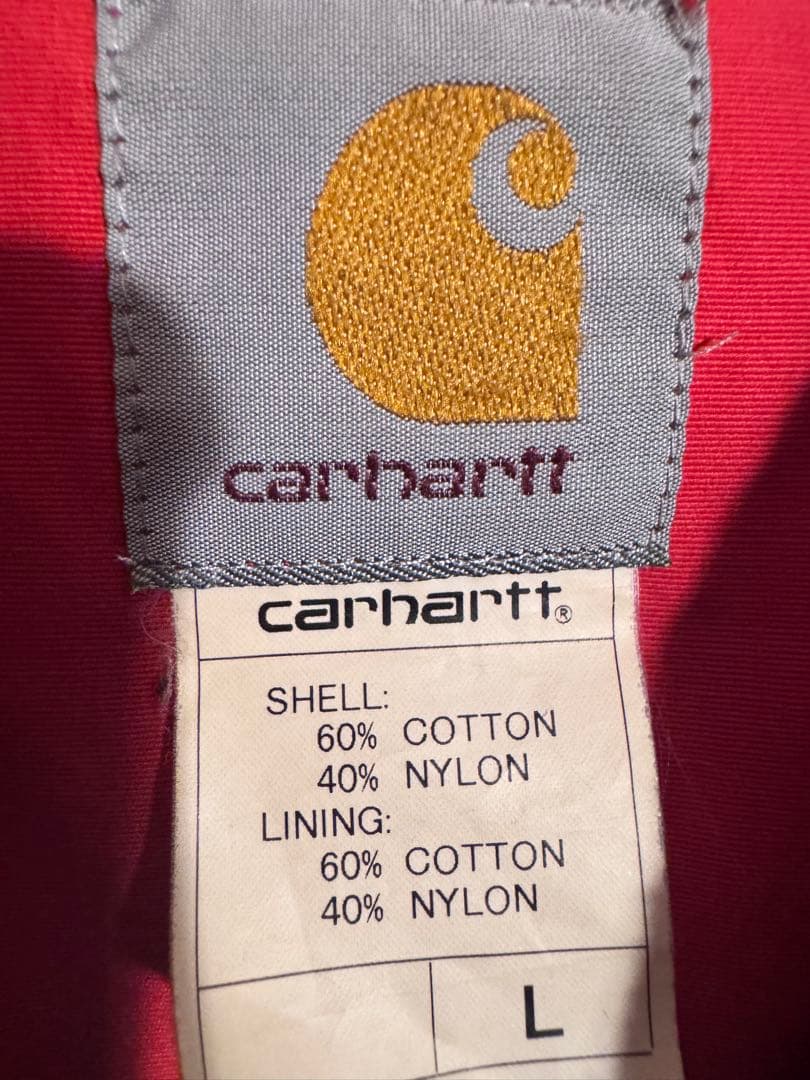 carhartt
carhartt®
SHELL:
60% COTTON
40% NYLON
LINING:
60% COTTON
40% NYLON
L